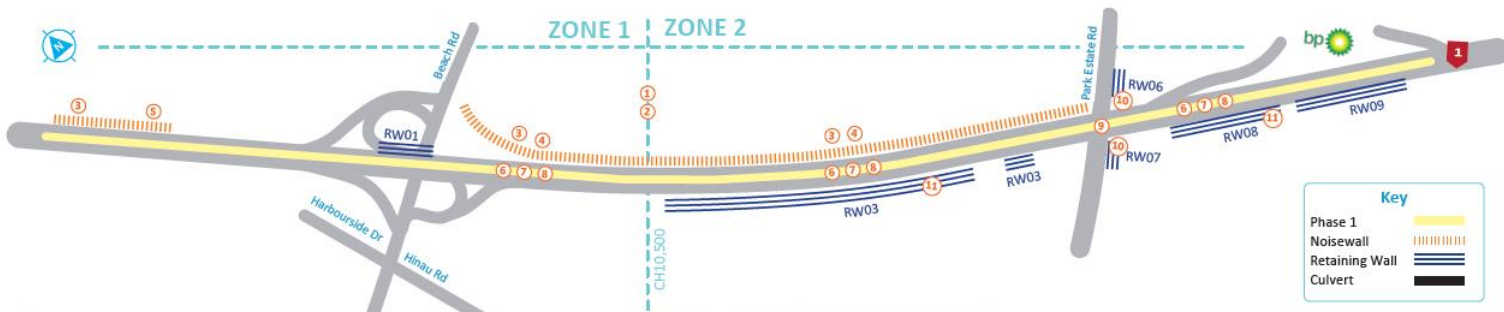 ZONE 1
ZONE 2
N
Beach Rd
Park Estate Rd
bp
1
3
5
RW01
3
4
1
2
3
4
6
7
8
6
7
8
9
10
RW06
10
RW07
6
7
8
11
RW08
RW09
RW03
11
RW03
Harbourside Dr
Hinau Rd
CH10,500
Key
Phase 1
Noisewall
Retaining Wall
Culvert